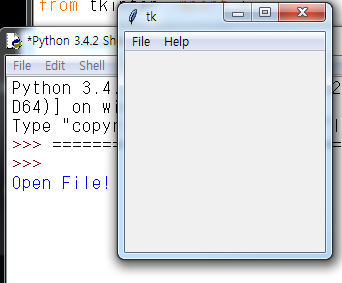 from tk
tk
*Python 3.4.2 She
File Help
File Edit Shell
Python 3.4.
D64)] on wi
Type "copyr
>>> ====
>>>
Open File!